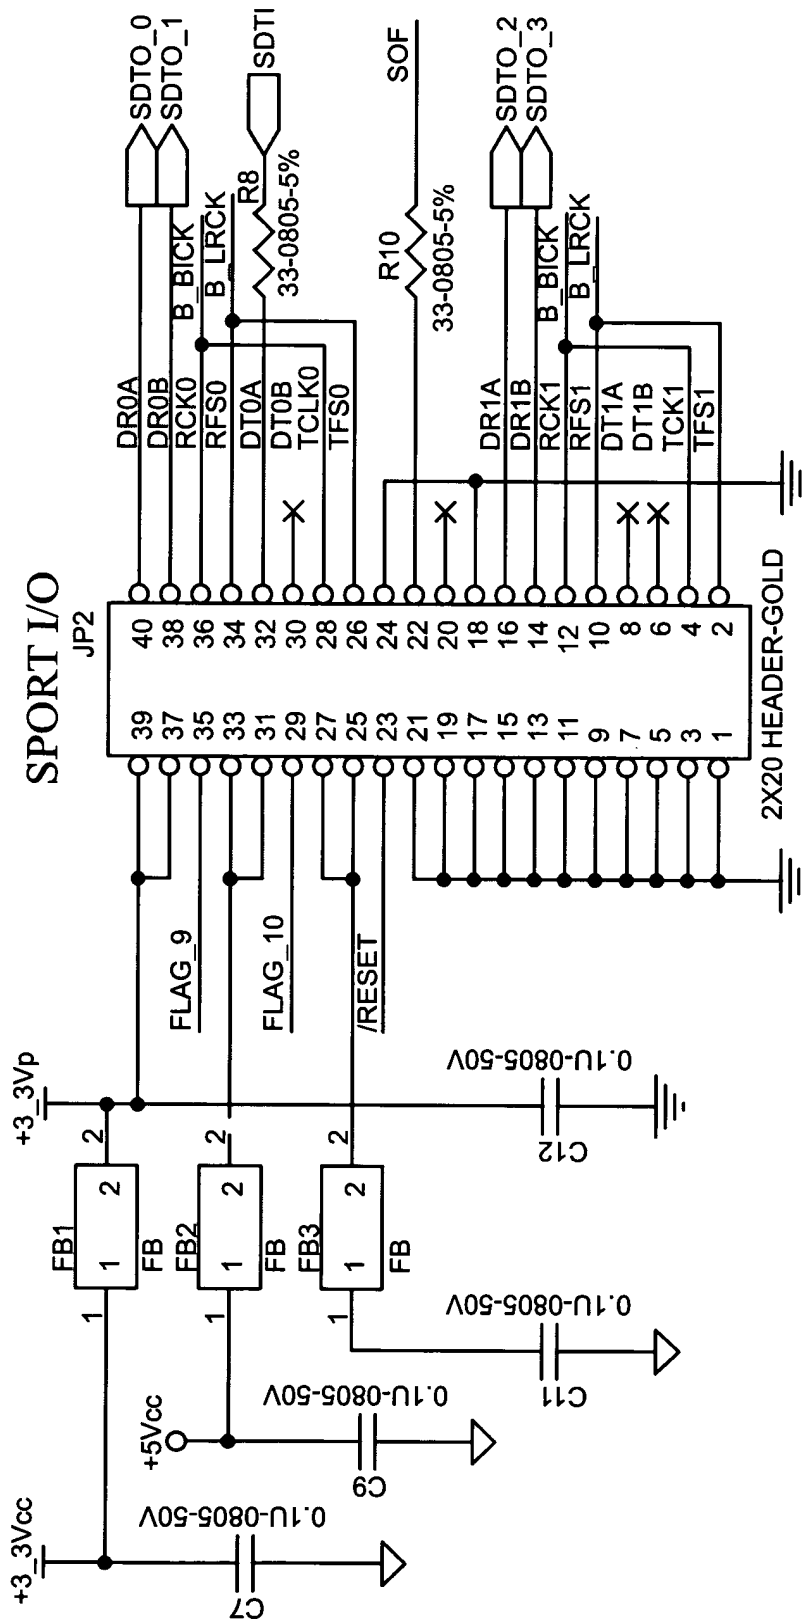 SPORT I/O
JP2
39 40
37 38
35 36
33 34
31 32
29 30
27 28
25 26
23 24
21 22
19 20
17 18
15 16
13 14
11 12
9 10
7 8
5 6
3 4
1 2
2X20 HEADER-GOLD
DR0A
DR0B
RCK0
RFS0
DT0A
DT0B
TCLK0
TFS0
SDTO_0
SDTO_1
B_BICK
B_LRCK
R8
33-0805-5%
SDTI
R10
33-0805-5%
SOF
DR1A
DR1B
RCK1
RFS1
DT1A
DT1B
TCK1
TFS1
SDTO_2
SDTO_3
B_BICK
B_LRCK
FLAG_9
FLAG_10
/RESET
+3_3Vp
FB1
1 1 2 2
FB
FB2
1 1 2 2
FB
FB3
1 1 2 2
FB
C12
0.1U-0805-50V
C11
0.1U-0805-50V
+5Vcc
C9
0.1U-0805-50V
+3_3Vcc
C7
0.1U-0805-50V